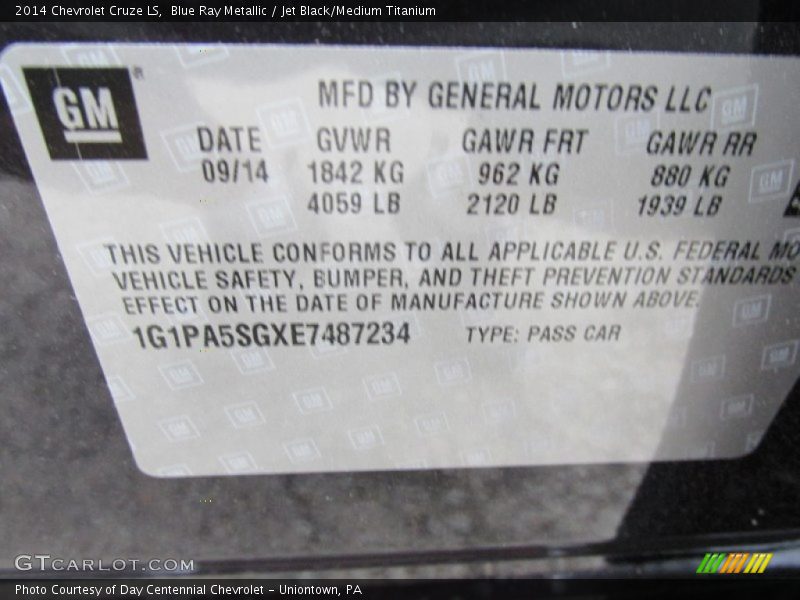 2014 Chevrolet Cruze LS,  Blue Ray Metallic / Jet Black/Medium Titanium
GM ®
MFD BY GENERAL MOTORS LLC
DATE GVWR GAWR FRT GAWR RR
09/14 1842 KG 962 KG 880 KG
4059 LB 2120 LB 1939 LB
THIS VEHICLE CONFORMS TO ALL APPLICABLE U.S. FEDERAL MO
VEHICLE SAFETY, BUMPER, AND THEFT PREVENTION STANDARDS
EFFECT ON THE DATE OF MANUFACTURE SHOWN ABOVE.
1G1PA5SGXE7487234 TYPE: PASS CAR
GTCARLOT.COM
Photo Courtesy of Day Centennial Chevrolet - Uniontown, PA